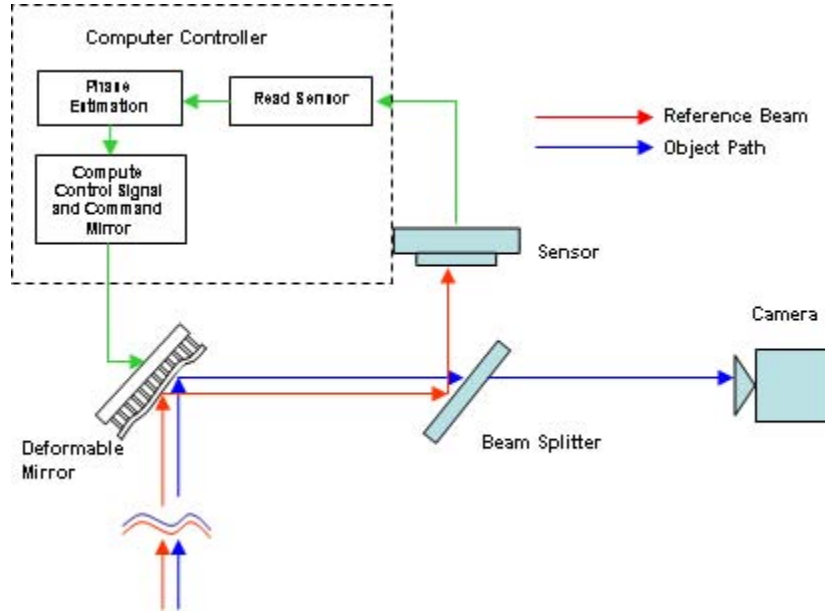 Computer Controller
Phase
Estimation
Read Sensor
Compute
Control Signal
and Command
Mirror
Reference Beam
Object Path
Sensor
Camera
Deformable
Mirror
Beam Splitter